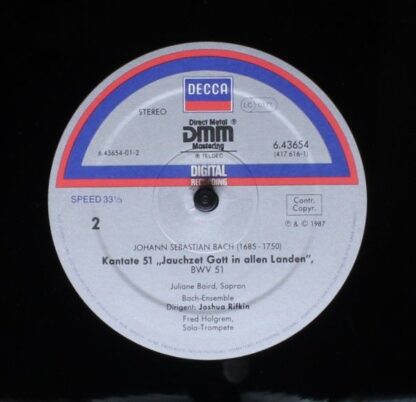 DECCA
STEREO
LC 0171
Direct Metal ®
DMM
Mastering
® TELDEC
6.43654-01-2
6.43654
(417 616-1)
DIGITAL
RECORDING
SPEED 33⅓
Contr.
Copyr.
2
℗ & © 1987
JOHANN SEBASTIAN BACH (1685-1750)
Kantate 51 „Jauchzet Gott in allen Landen",
BWV 51
Juliane Baird, Sopran
Bach-Ensemble
Dirigent: Joshua Rifkin
Fred Holgrem,
Solo-Trompete